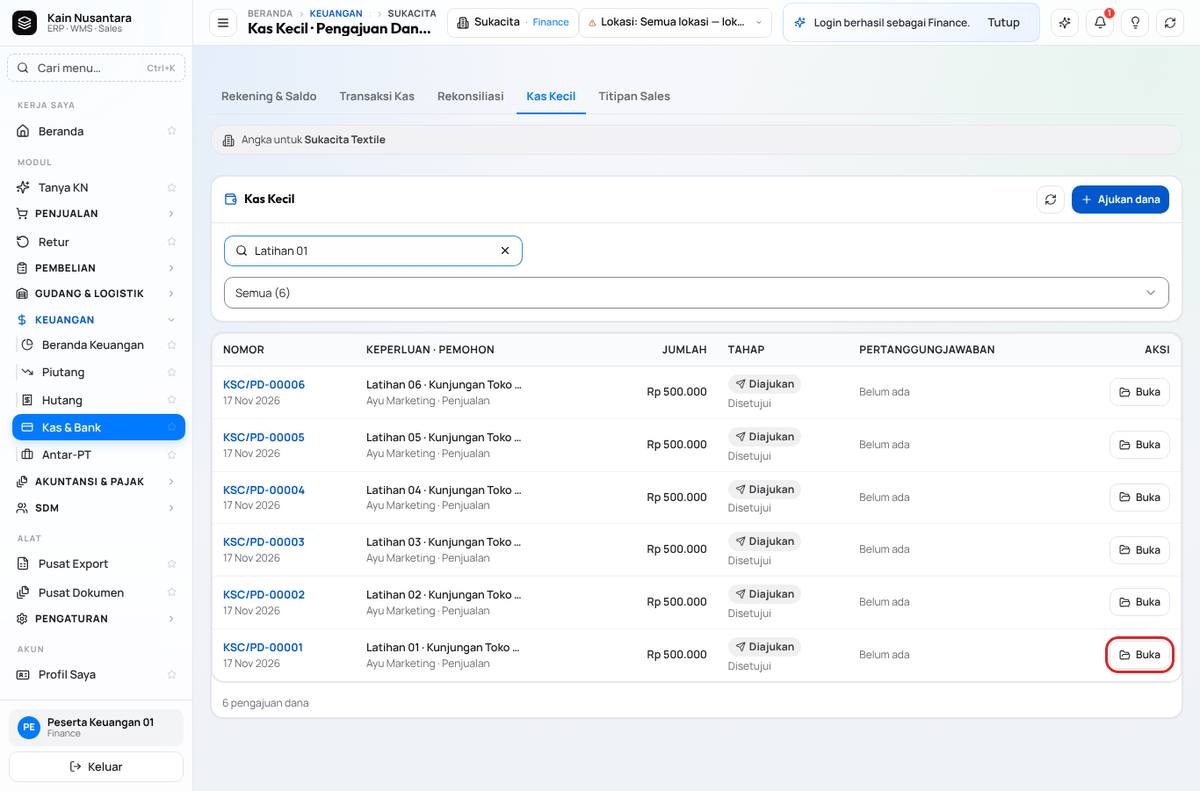 Kain Nusantara
ERP · WMS · Sales
Cari menu... Ctrl+K
KERJA SAYA
Beranda
MODUL
Tanya KN
PENJUALAN
Retur
PEMBELIAN
GUDANG & LOGISTIK
KEUANGAN
Beranda Keuangan
Piutang
Hutang
Kas & Bank
Antar-PT
AKUNTANSI & PAJAK
SDM
ALAT
Pusat Export
Pusat Dokumen
PENGATURAN
AKUN
Profil Saya
PE Peserta Keuangan 01
Finance
Keluar
BERANDA › KEUANGAN › SUKACITA
Kas Kecil · Pengajuan Dan...
Sukacita · Finance
Lokasi: Semua lokasi — lok...
Login berhasil sebagai Finance. Tutup
1
Rekening & Saldo Transaksi Kas Rekonsiliasi Kas Kecil Titipan Sales
Angka untuk Sukacita Textile
Kas Kecil
+ Ajukan dana
Latihan 01
Semua (6)
NOMOR KEPERLUAN · PEMOHON JUMLAH TAHAP PERTANGGUNGJAWABAN AKSI
KSC/PD-00006 Latihan 06 · Kunjungan Toko ... Rp 500.000 Diajukan Belum ada Buka
17 Nov 2026 Ayu Marketing · Penjualan Disetujui
KSC/PD-00005 Latihan 05 · Kunjungan Toko ... Rp 500.000 Diajukan Belum ada Buka
17 Nov 2026 Ayu Marketing · Penjualan Disetujui
KSC/PD-00004 Latihan 04 · Kunjungan Toko ... Rp 500.000 Diajukan Belum ada Buka
17 Nov 2026 Ayu Marketing · Penjualan Disetujui
KSC/PD-00003 Latihan 03 · Kunjungan Toko ... Rp 500.000 Diajukan Belum ada Buka
17 Nov 2026 Ayu Marketing · Penjualan Disetujui
KSC/PD-00002 Latihan 02 · Kunjungan Toko ... Rp 500.000 Diajukan Belum ada Buka
17 Nov 2026 Ayu Marketing · Penjualan Disetujui
KSC/PD-00001 Latihan 01 · Kunjungan Toko ... Rp 500.000 Diajukan Belum ada Buka
17 Nov 2026 Ayu Marketing · Penjualan Disetujui
6 pengajuan dana